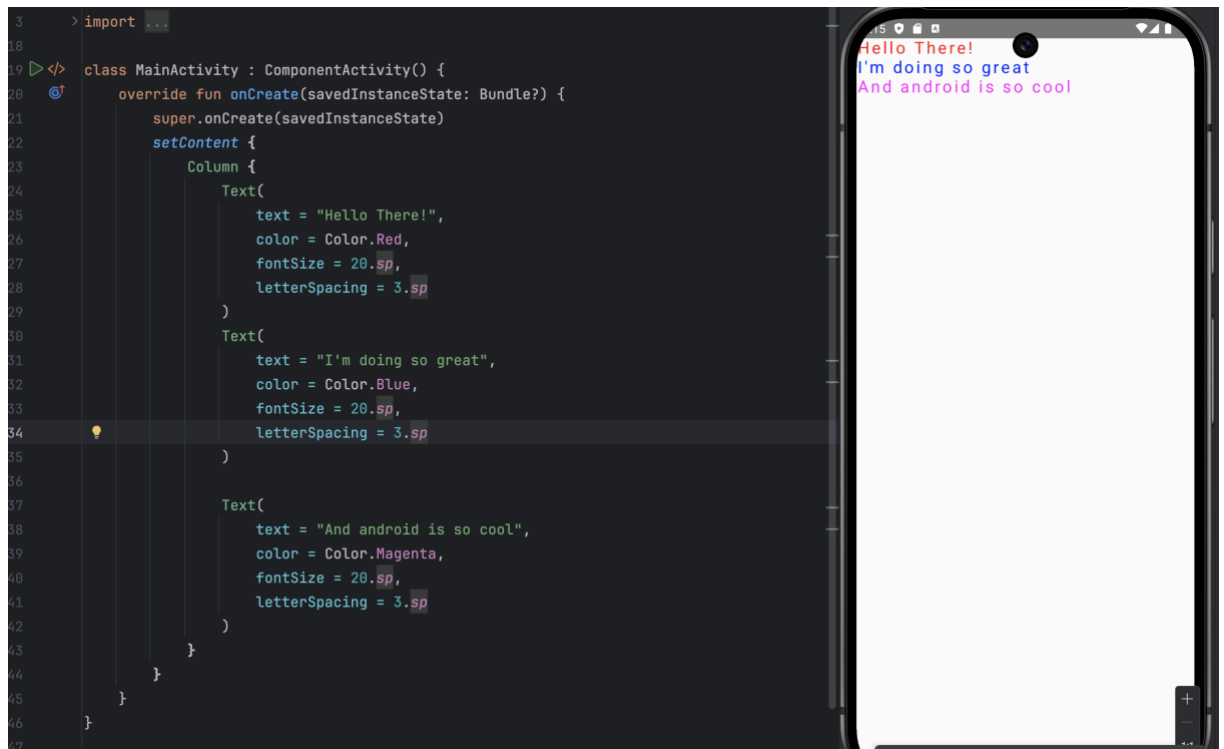 3 import ...
18
19 class MainActivity : ComponentActivity() {
20 override fun onCreate(savedInstanceState: Bundle?) {
21 super.onCreate(savedInstanceState)
22 setContent {
23 Column {
24 Text(
25 text = "Hello There!",
26 color = Color.Red,
27 fontSize = 20.sp,
28 letterSpacing = 3.sp
29 )
30 Text(
31 text = "I'm doing so great",
32 color = Color.Blue,
33 fontSize = 20.sp,
34 letterSpacing = 3.sp
35 )
36
37 Text(
38 text = "And android is so cool",
39 color = Color.Magenta,
40 fontSize = 20.sp,
41 letterSpacing = 3.sp
42 )
43 }
44 }
45 }
46 }
47
Hello There!
I'm doing so great
And android is so cool